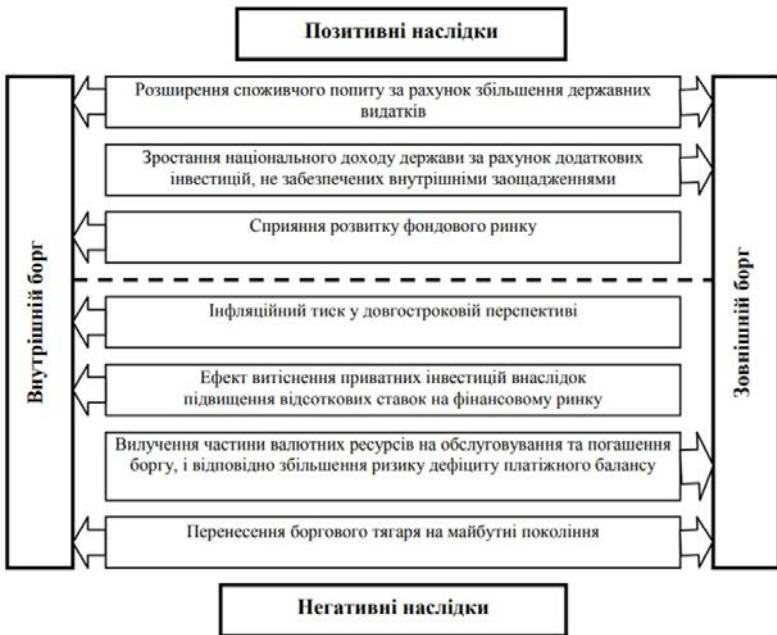 Позитивні наслідки
Внутрішній борг
Розширення споживчого попиту за рахунок збільшення державних
видатків
Зростання національного доходу держави за рахунок додаткових
інвестицій, не забезпечених внутрішніми заощадженнями
Сприяння розвитку фондового ринку
Інфляційний тиск у довгостроковій перспективі
Ефект витіснення приватних інвестицій внаслідок
підвищення відсоткових ставок на фінансовому ринку
Вилучення частини валютних ресурсів на обслуговування та погашення
боргу, і відповідно збільшення ризику дефіциту платіжного балансу
Перенесення боргового тягаря на майбутні покоління
Зовнішній борг
Негативні наслідки